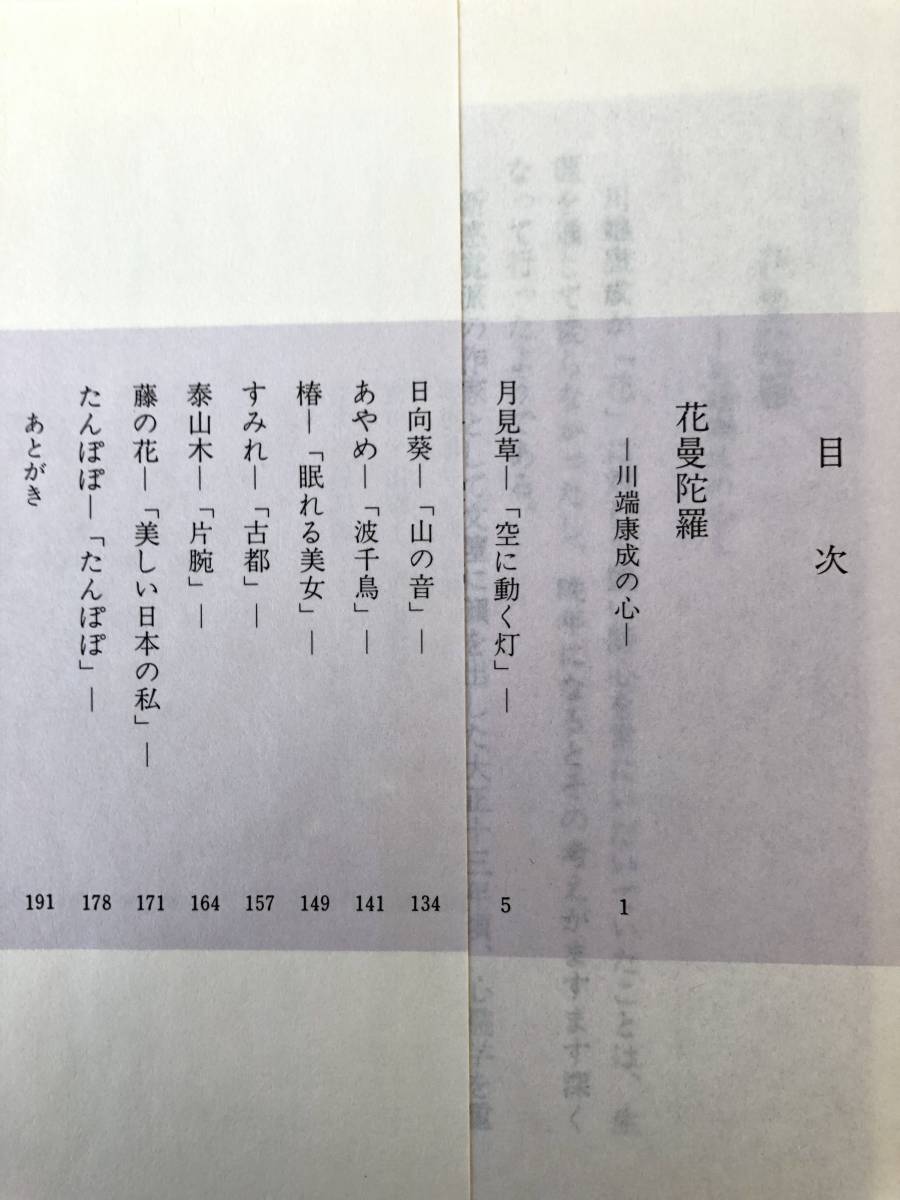 目次
花曼陀羅
―川端康成の心―
1
月見草―「空に動く灯」―
5
日向葵―「山の音」―
134
あやめ―「波千鳥」―
141
椿―「眠れる美女」―
149
すみれ―「古都」―
157
泰山木―「片腕」―
164
藤の花―「美しい日本の私」―
171
たんぽぽ―「たんぽぽ」―
178
あとがき
191